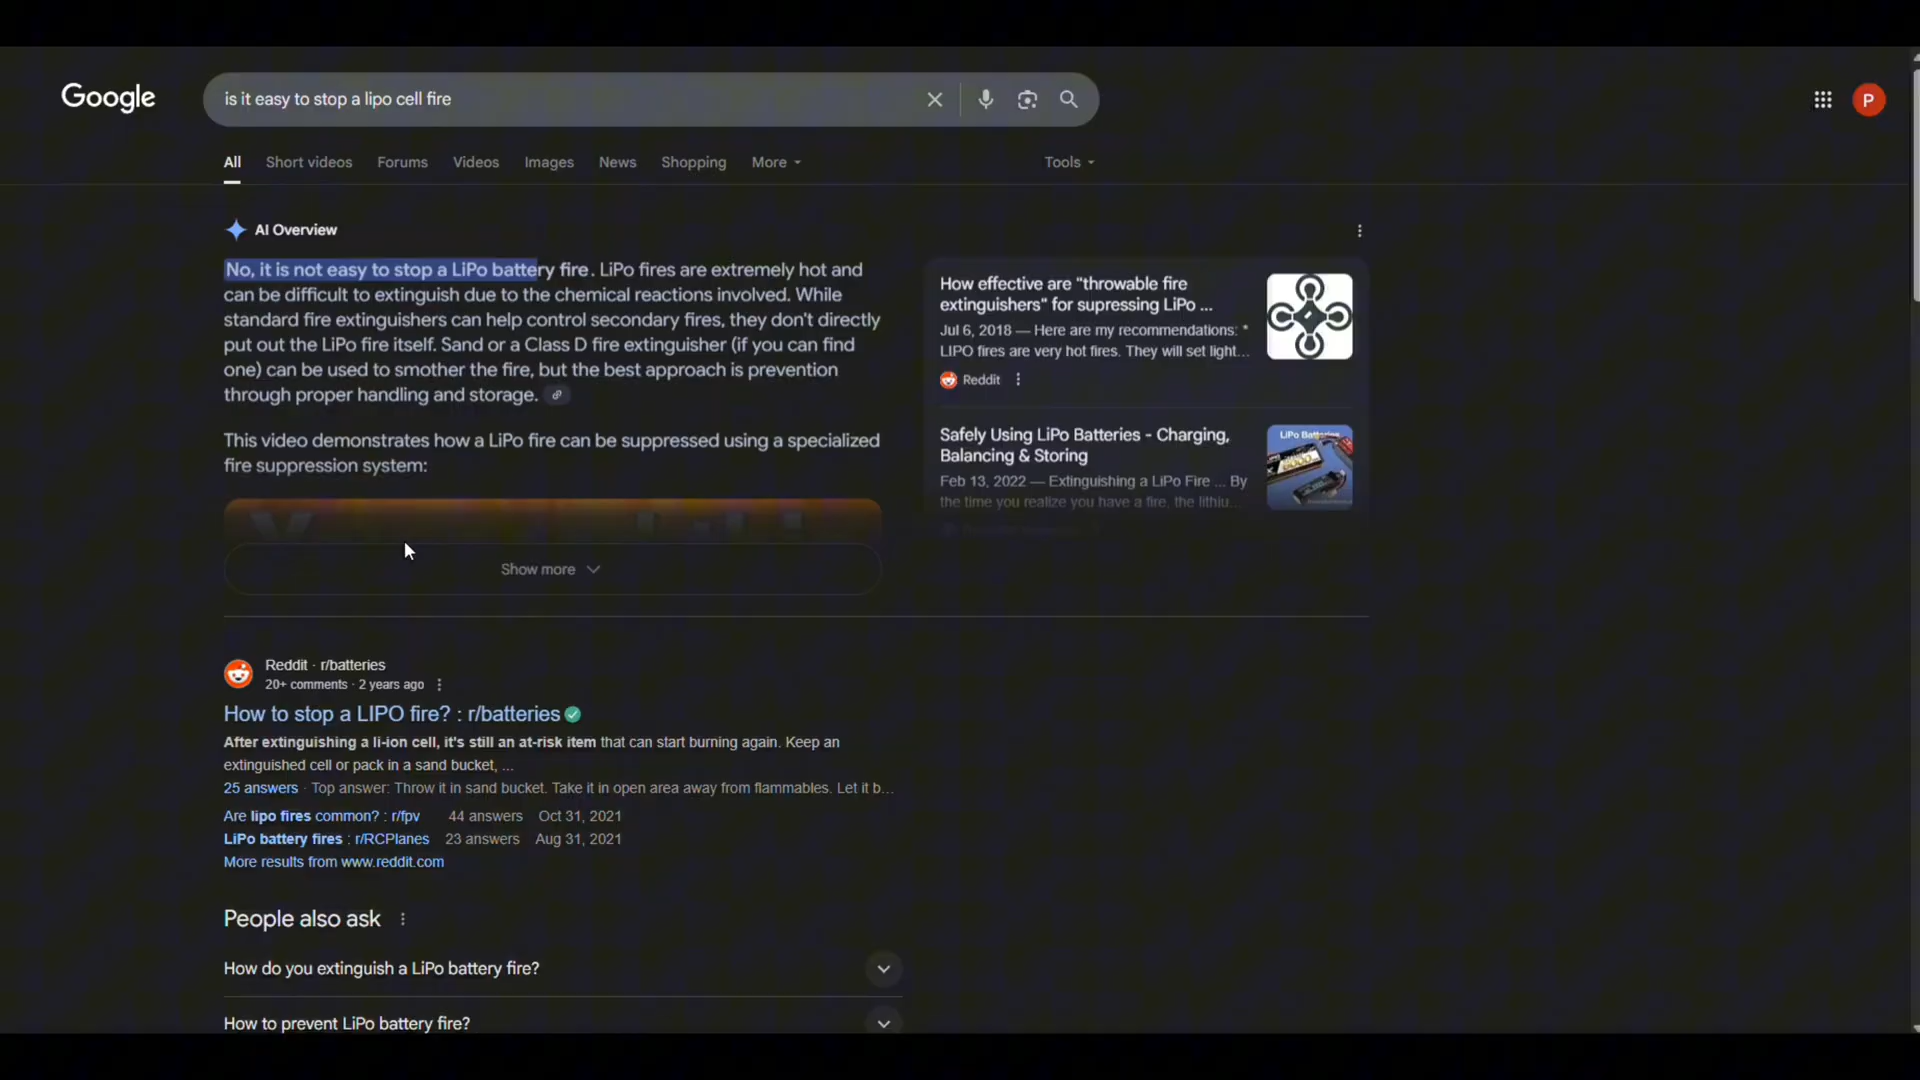 Google
is it easy to stop a lipo cell fire
P
All Short videos Forums Videos Images News Shopping More Tools
AI Overview
No, it is not easy to stop a LiPo battery fire. LiPo fires are extremely hot and
can be difficult to extinguish due to the chemical reactions involved. While
standard fire extinguishers can help control secondary fires, they don't directly
put out the LiPo fire itself. Sand or a Class D fire extinguisher (if you can find
one) can be used to smother the fire, but the best approach is prevention
through proper handling and storage.
This video demonstrates how a LiPo fire can be suppressed using a specialized
fire suppression system:
Show more
How effective are “throwable fire
extinguishers“ for supressing LiPo ...
Jul 6, 2018 — Here are my recommendations: *
LIPO fires are very hot fires. They will set light...
Reddit
Safely Using LiPo Batteries - Charging,
Balancing & Storing
Feb 13, 2022 — Extinguishing a LiPo Fire ... By
the time you realize you have a fire, the lithiu...
LiPo Batteries
Reddit · r/batteries
20+ comments · 2 years ago
How to stop a LIPO fire? : r/batteries
After extinguishing a li-ion cell, it's still an at-risk item that can start burning again. Keep an
extinguished cell or pack in a sand bucket, ...
25 answers · Top answer: Throw it in sand bucket. Take it in open area away from flammables. Let it b...
Are lipo fires common? : r/fpv 44 answers Oct 31, 2021
LiPo battery fires : r/RCPlanes 23 answers Aug 31, 2021
More results from www.reddit.com
People also ask
How do you extinguish a LiPo battery fire?
How to prevent LiPo battery fire?